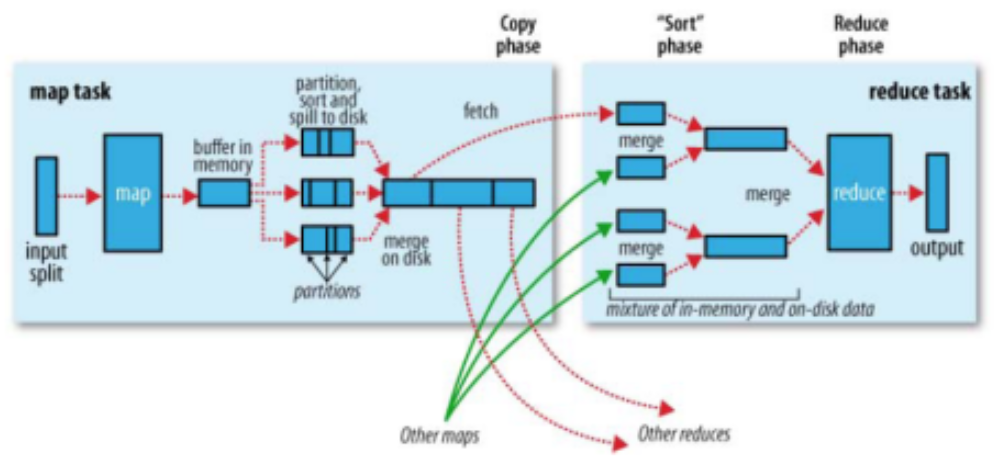 Copy
phase
"Sort"
phase
Reduce
phase
map task
partition,
sort and
spill to disk
fetch
reduce task
buffer in
memory
merge
map
merge
reduce
input
split
merge
on disk
merge
output
partitions
mixture of in-memory and on-disk data
Other maps
Other reduces